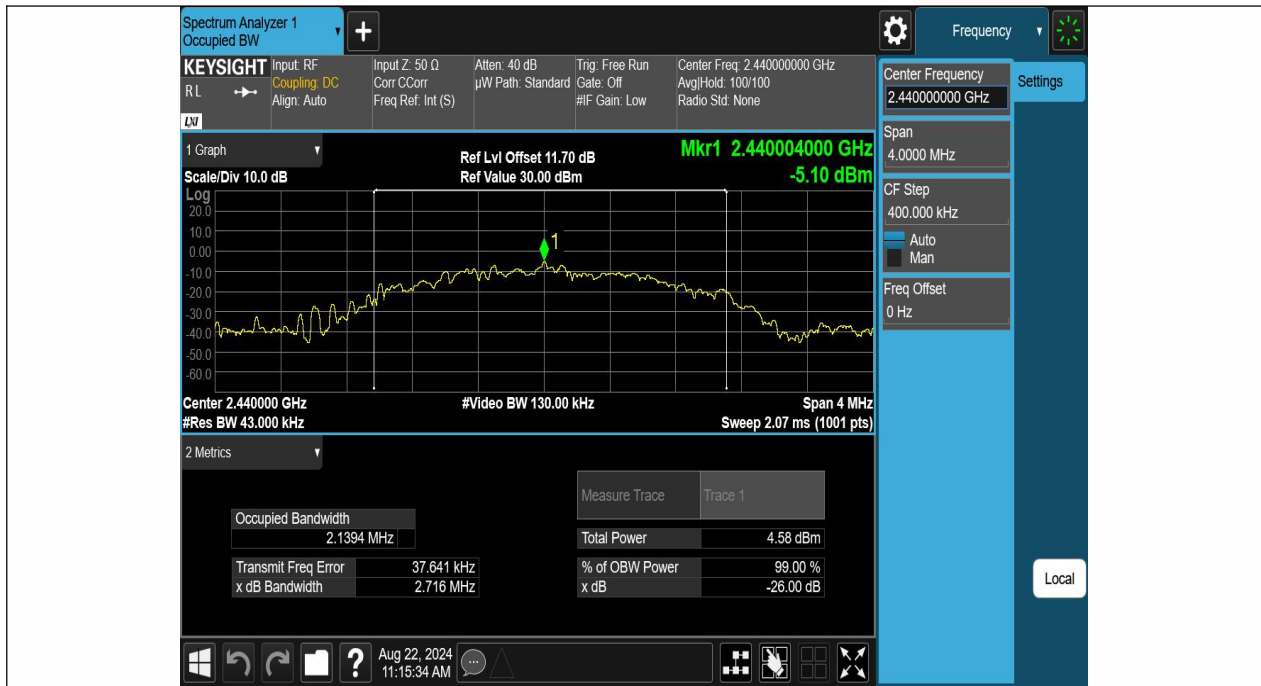 Spectrum Analyzer 1
Occupied BW
+
Frequency
KEYSIGHT
RL
LXI
Input: RF
Coupling: DC
Align: Auto
Input Z: 50 Ω
Corr CCorr
Freq Ref: Int (S)
Atten: 40 dB
µW Path: Standard
Trig: Free Run
Gate: Off
#IF Gain: Low
Center Freq: 2.440000000 GHz
Avg|Hold: 100/100
Radio Std: None
Center Frequency
2.440000000 GHz
Settings
Span
4.0000 MHz
CF Step
400.000 kHz
Auto
Man
Freq Offset
0 Hz
Local
1 Graph
Scale/Div 10.0 dB
Ref Lvl Offset 11.70 dB
Ref Value 30.00 dBm
Mkr1 2.440004000 GHz
-5.10 dBm
Log
20.0
10.0
0.00
-10.0
-20.0
-30.0
-40.0
-50.0
-60.0
1
Center 2.440000 GHz
#Res BW 43.000 kHz
#Video BW 130.00 kHz
Span 4 MHz
Sweep 2.07 ms (1001 pts)
2 Metrics
Measure Trace Trace 1
Occupied Bandwidth
2.1394 MHz
Total Power 4.58 dBm
Transmit Freq Error 37.641 kHz
% of OBW Power 99.00 %
x dB Bandwidth 2.716 MHz
x dB -26.00 dB
?
Aug 22, 2024
11:15:34 AM